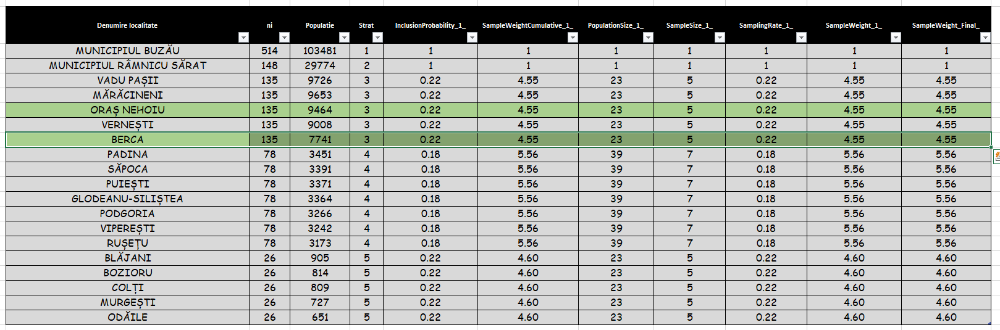 Denumire localitate ni Populatie Strat InclusionProbability_1_ SampleWeightCumulative_1_ PopulationSize_1_ SampleSize_1_ SamplingRate_1_ SampleWeight_1_ SampleWeight_Final_
MUNICIPIUL BUZĂU 514 103481 1 1 1 1 1 1 1 1
MUNICIPIUL RÂMNICU SĂRAT 148 29774 2 1 1 1 1 1 1 1
VADU PAȘII 135 9726 3 0.22 4.55 23 5 0.22 4.55 4.55
MĂRĂCINENI 135 9653 3 0.22 4.55 23 5 0.22 4.55 4.55
ORAȘ NEHOIU 135 9464 3 0.22 4.55 23 5 0.22 4.55 4.55
VERNEȘTI 135 9008 3 0.22 4.55 23 5 0.22 4.55 4.55
BERCA 135 7741 3 0.22 4.55 23 5 0.22 4.55 4.55
PADINA 78 3451 4 0.18 5.56 39 7 0.18 5.56 5.56
SĂPOCA 78 3391 4 0.18 5.56 39 7 0.18 5.56 5.56
PUIEȘTI 78 3371 4 0.18 5.56 39 7 0.18 5.56 5.56
GLODEANU-SILIȘTEA 78 3364 4 0.18 5.56 39 7 0.18 5.56 5.56
PODGORIA 78 3266 4 0.18 5.56 39 7 0.18 5.56 5.56
VIPEREȘTI 78 3242 4 0.18 5.56 39 7 0.18 5.56 5.56
RUȘEȚU 78 3173 4 0.18 5.56 39 7 0.18 5.56 5.56
BLĂJANI 26 905 5 0.22 4.60 23 5 0.22 4.60 4.60
BOZIORU 26 814 5 0.22 4.60 23 5 0.22 4.60 4.60
COLȚI 26 809 5 0.22 4.60 23 5 0.22 4.60 4.60
MURGEȘTI 26 727 5 0.22 4.60 23 5 0.22 4.60 4.60
ODĂILE 26 651 5 0.22 4.60 23 5 0.22 4.60 4.60